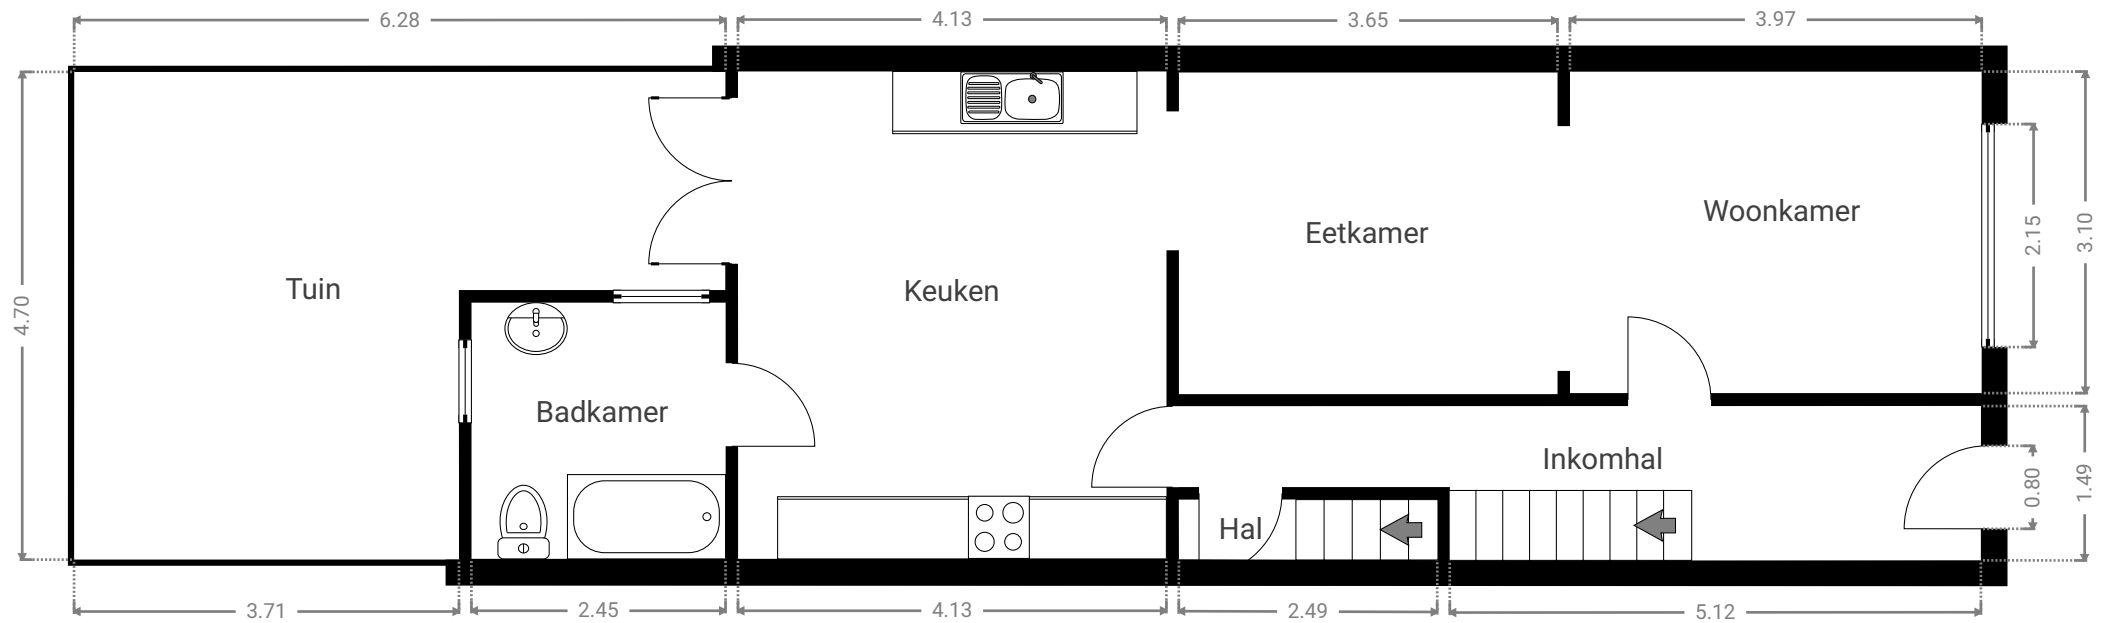 6.28
4.13
3.65
3.97
4.70
Tuin
Badkamer
Keuken
Eetkamer
Woonkamer
2.15
3.10
Inkomhal
Hal
0.80
1.49
3.71
2.45
4.13
2.49
5.12